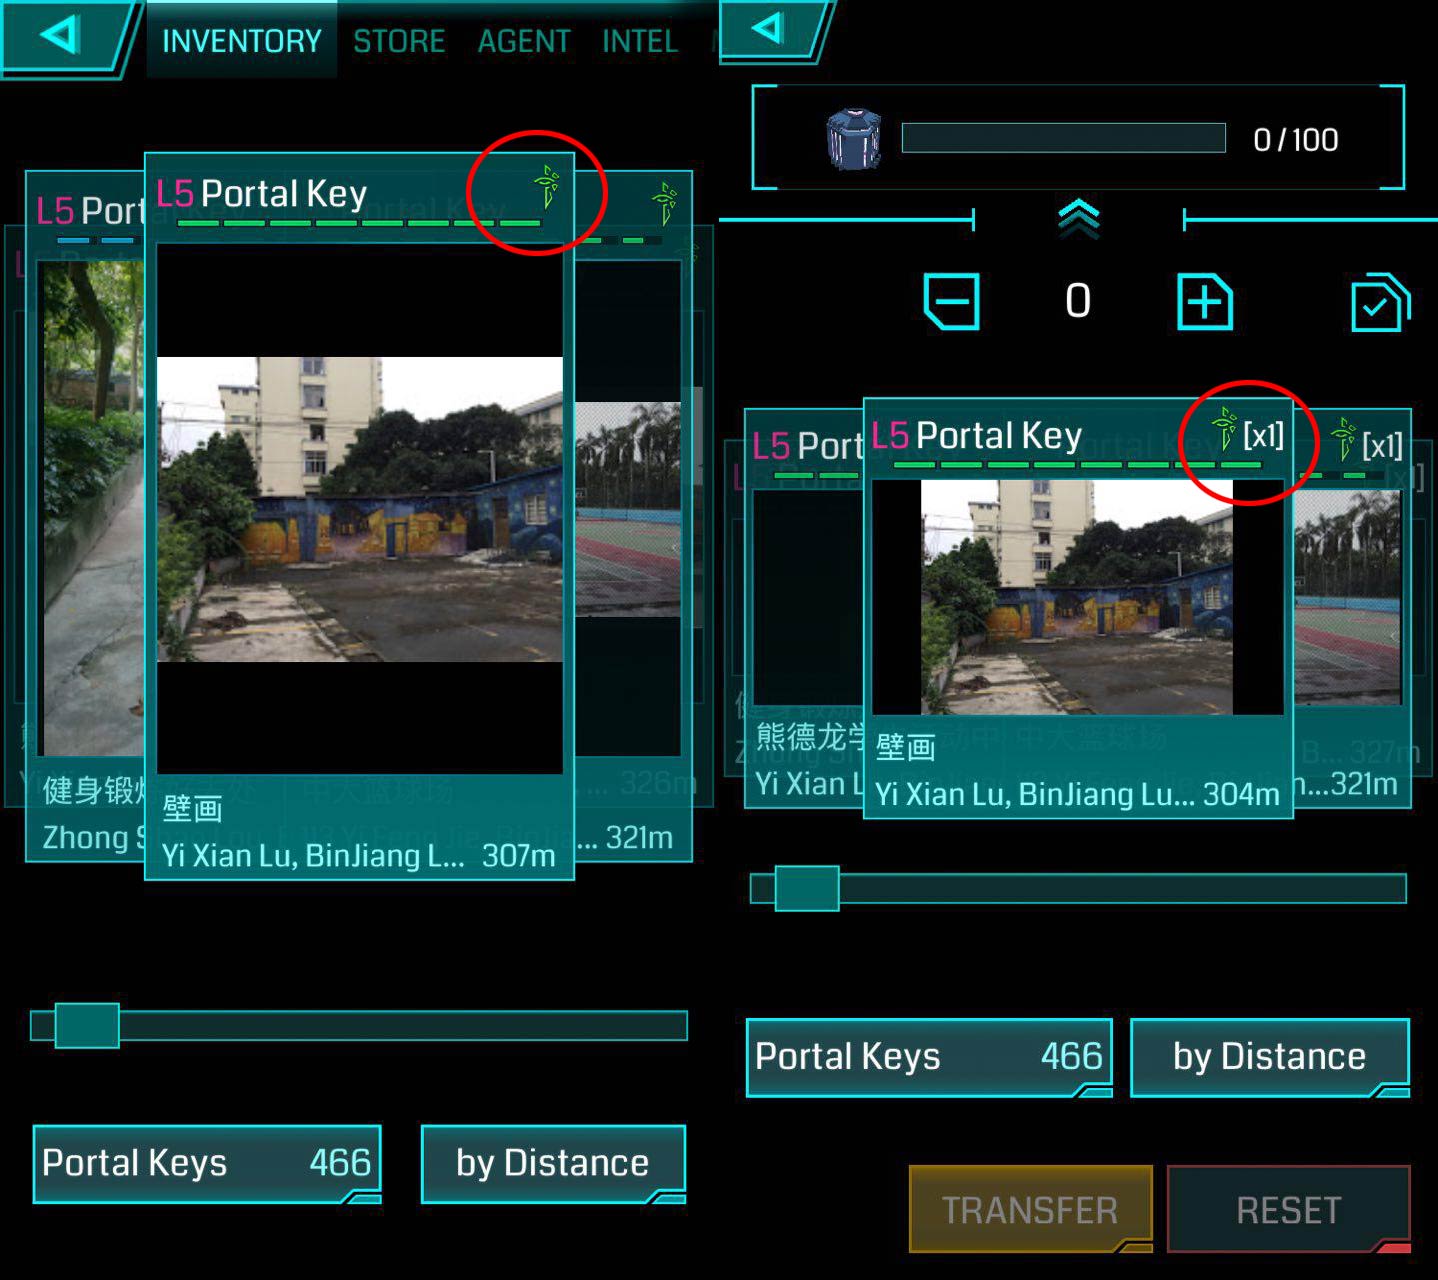 INVENTORY STORE AGENT INTEL
L5 Port
L5 Portal Key
健身锻
Zhong S
壁画
Yi Xian Lu, BinJiang L... 307m
326m
... 321m
Portal Keys 466
by Distance
0/100
0
L5 Port
L5 Portal Key [x1]
[x1]
熊德龙学
Yi Xian L
壁画
Yi Xian Lu, BinJiang Lu... 304m
327m
n...321m
Portal Keys 466
by Distance
TRANSFER
RESET